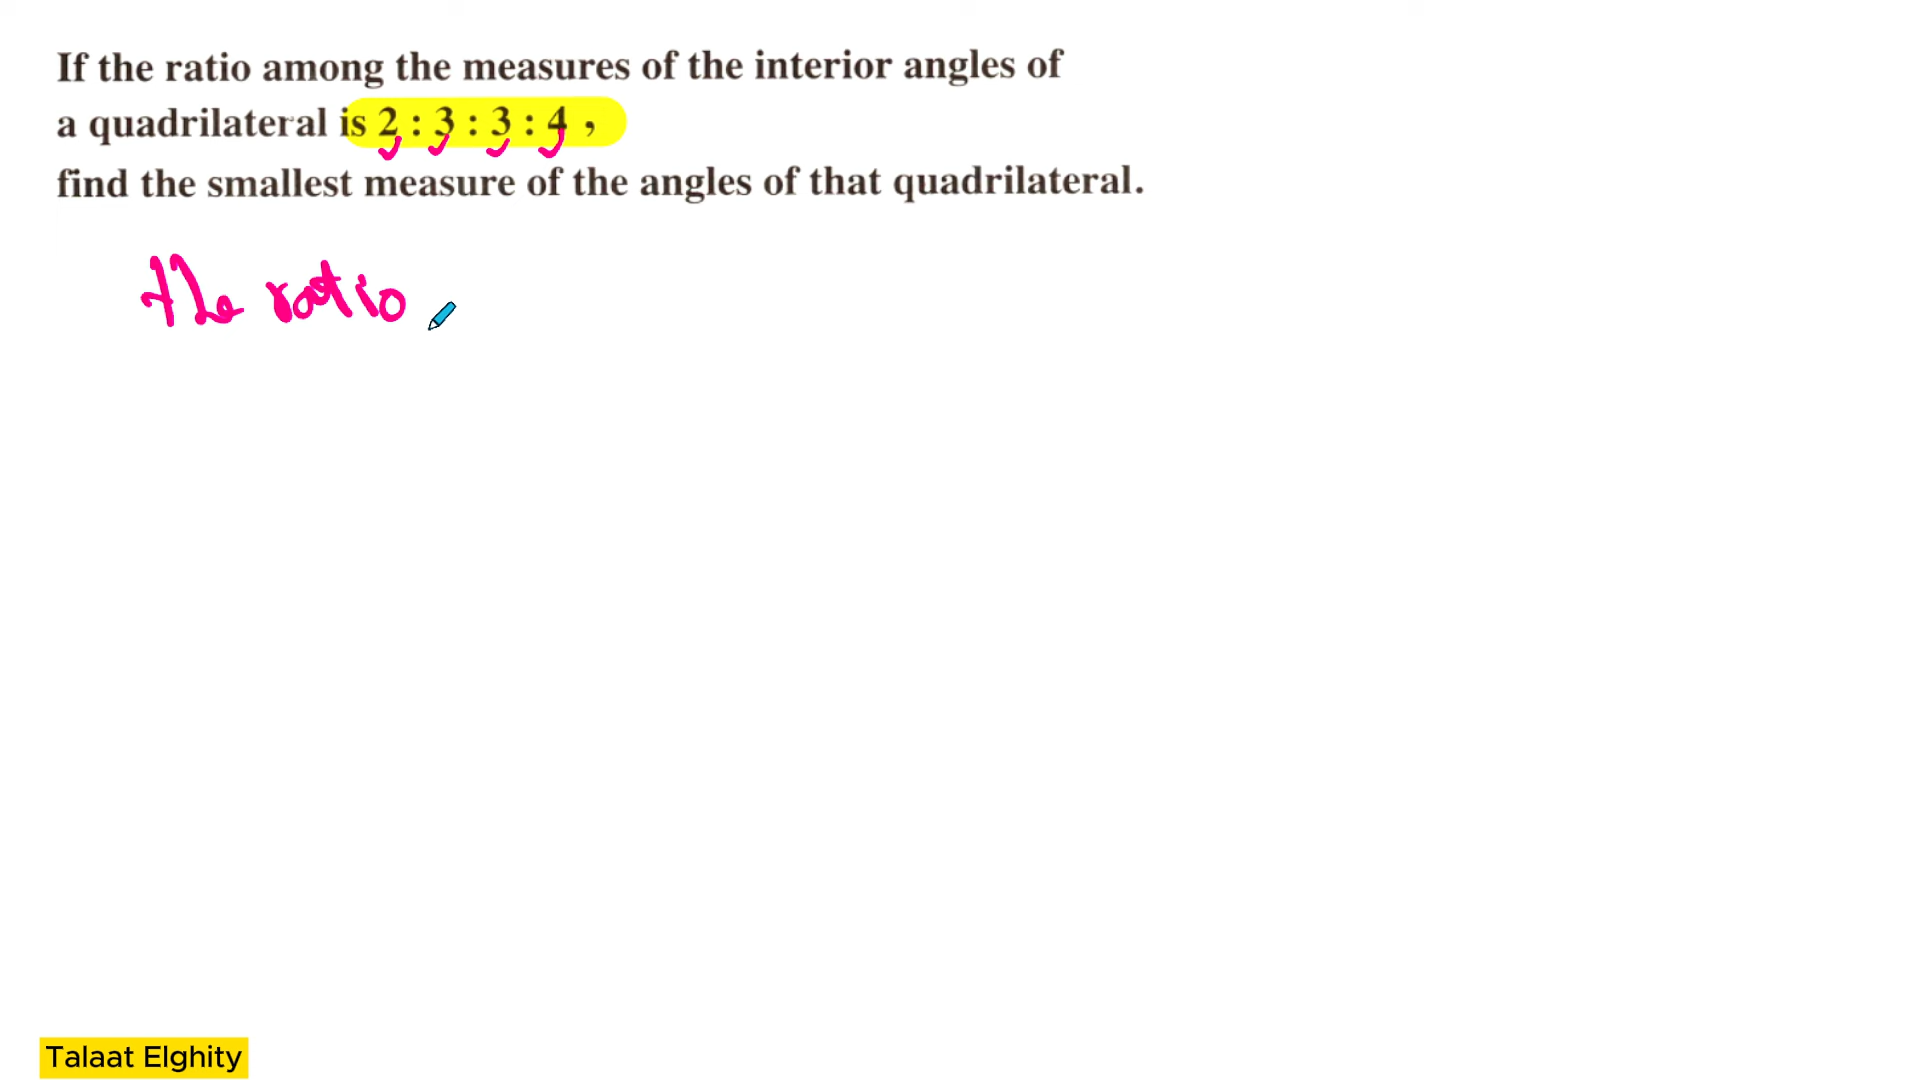 If the ratio among the measures of the interior angles of
a quadrilateral is 2 : 3 : 3 : 4 ,
find the smallest measure of the angles of that quadrilateral.
the ratio
Talaat Elghity